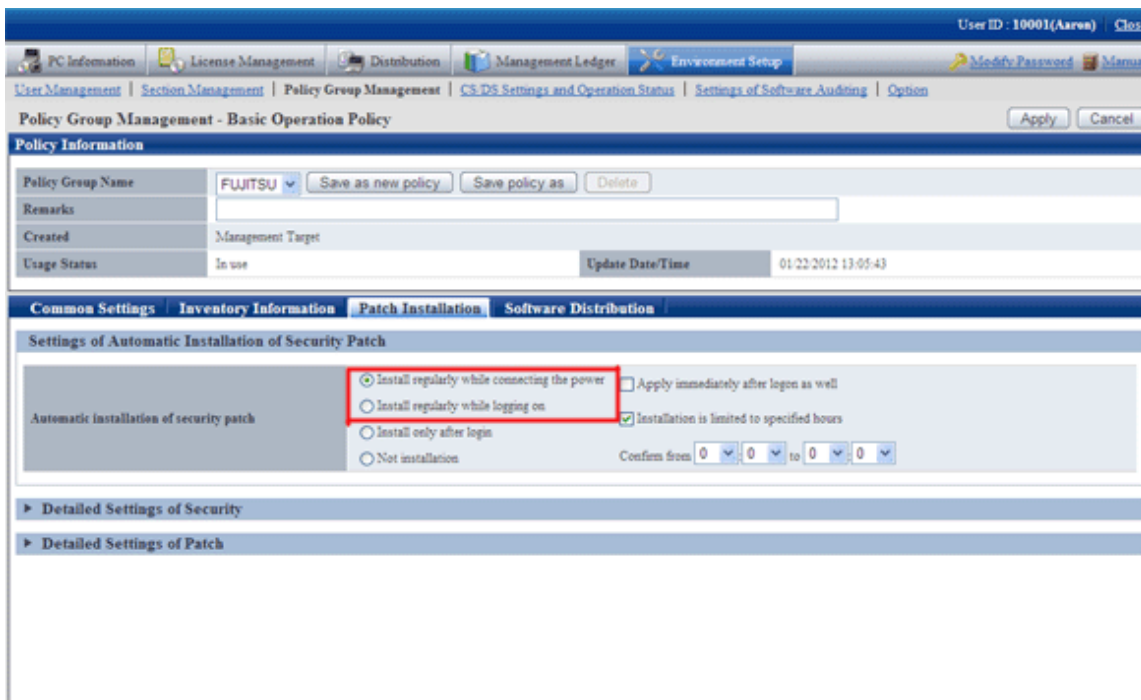 User ID : 10001(Aaron) Clos
PC Information License Management Distribution Management Ledger Environment Setup Modify Password Manua
User Management | Section Management | Policy Group Management | CS/DS Settings and Operation Status | Settings of Software Auditing | Option
Policy Group Management - Basic Operation Policy Apply Cancel
Policy Information
Policy Group Name FUJITSU Save as new policy Save policy as Delete
Remarks
Created Management Target
Usage Status In use Update Date/Time 01/22/2012 13:05:43
Common Settings Inventory Information Patch Installation Software Distribution
Settings of Automatic Installation of Security Patch
Automatic installation of security patch
Install regularly while connecting the power Apply immediately after logon as well
Install regularly while logging on Installation is limited to specified hours
Install only after login
Not installation Confirm from 0 : 0 to 0 : 0
Detailed Settings of Security
Detailed Settings of Patch